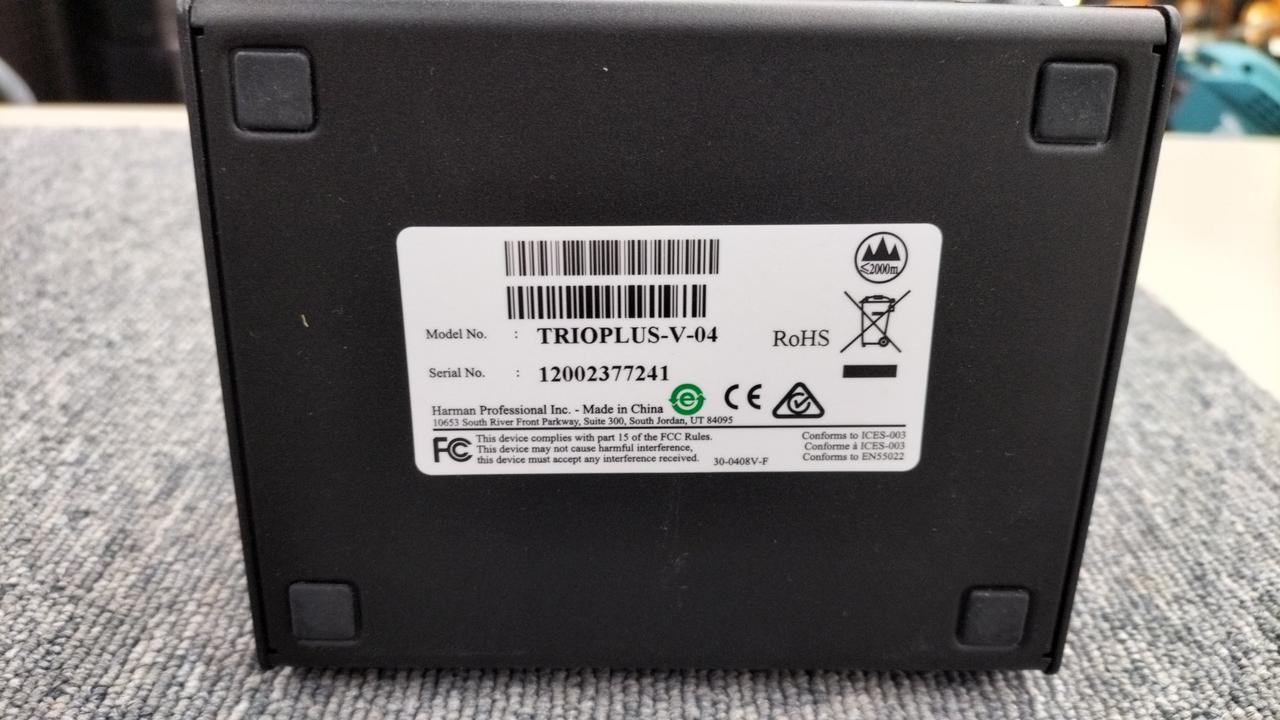 ≤2000m
Model No. : TRIOPLUS-V-04
RoHS
Serial No. : 12002377241
Harman Professional Inc. - Made in China
e CE
10653 South River Front Parkway, Suite 300, South Jordan, UT 84095
FC This device complies with part 15 of the FCC Rules.
This device may not cause harmful interference,
this device must accept any interference received. 30-0408V-F
Conforms to ICES-003
Conforme à ICES-003
Conforms to EN55022